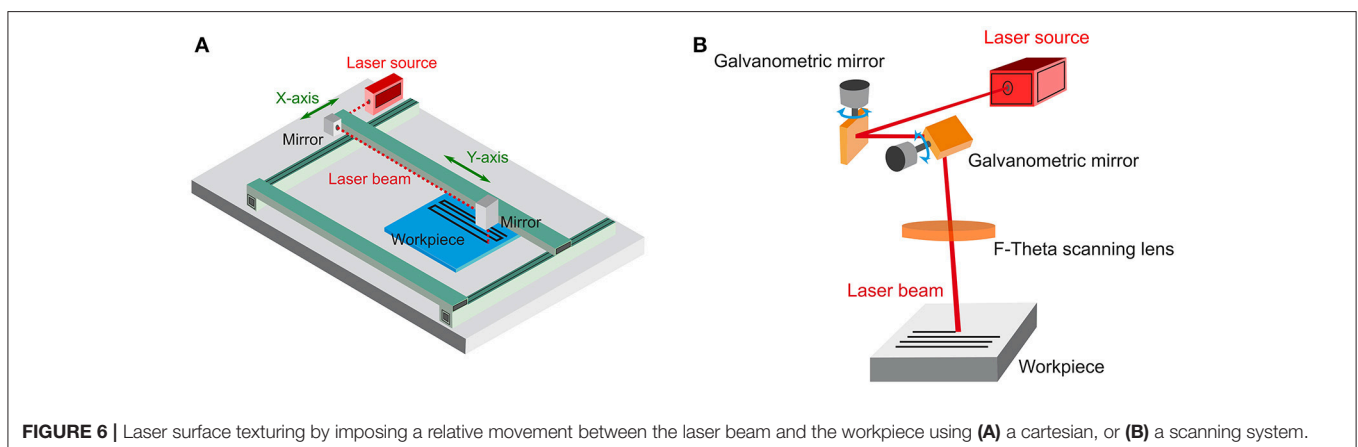 A
Laser source
X-axis
Mirror
Y-axis
Laser beam
Mirror
Workpiece
B
Laser source
Galvanometric mirror
Galvanometric mirror
F-Theta scanning lens
Laser beam
Workpiece
FIGURE 6 | Laser surface texturing by imposing a relative movement between the laser beam and the workpiece using (A) a cartesian, or (B) a scanning system.